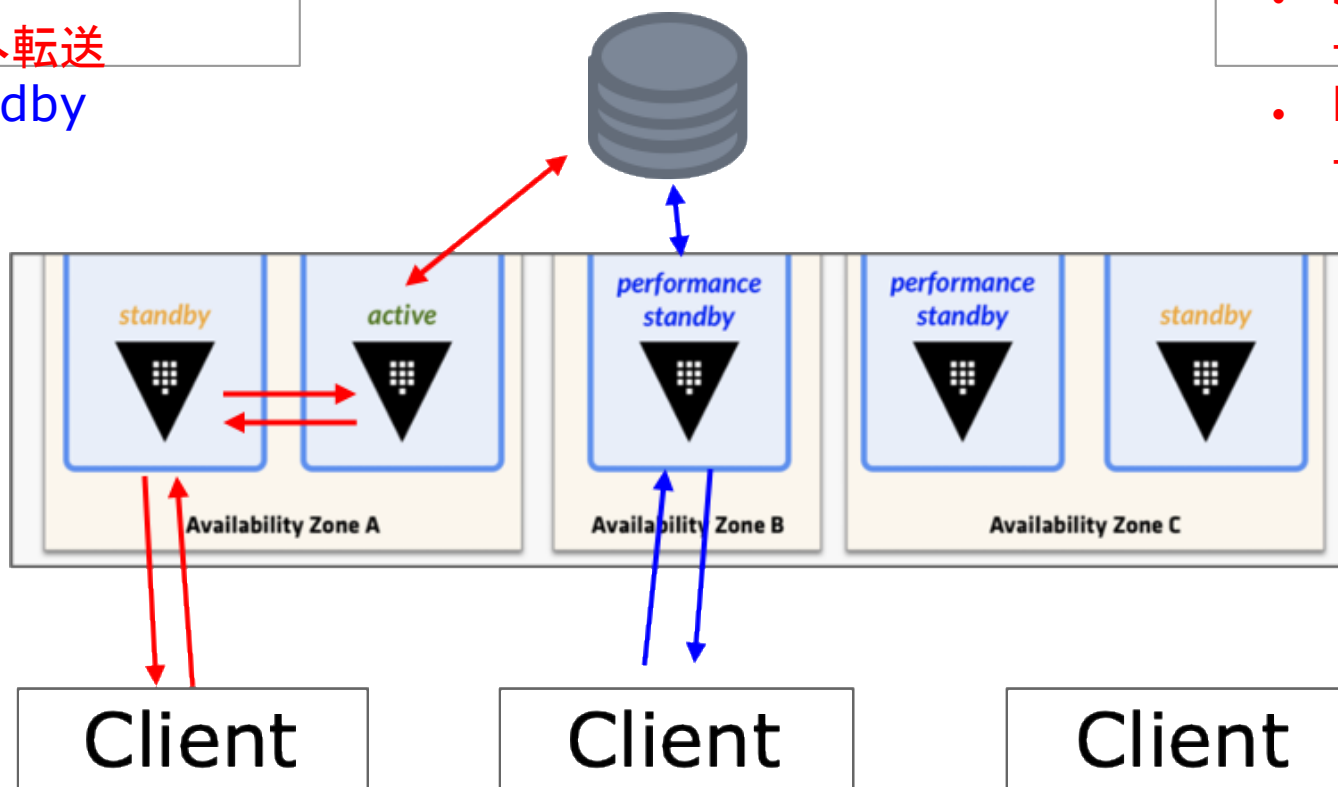 転送
dby
standby
active
performance
standby
performance
standby
standby
Availability Zone A
Availability Zone B
Availability Zone C
Client
Client
Client